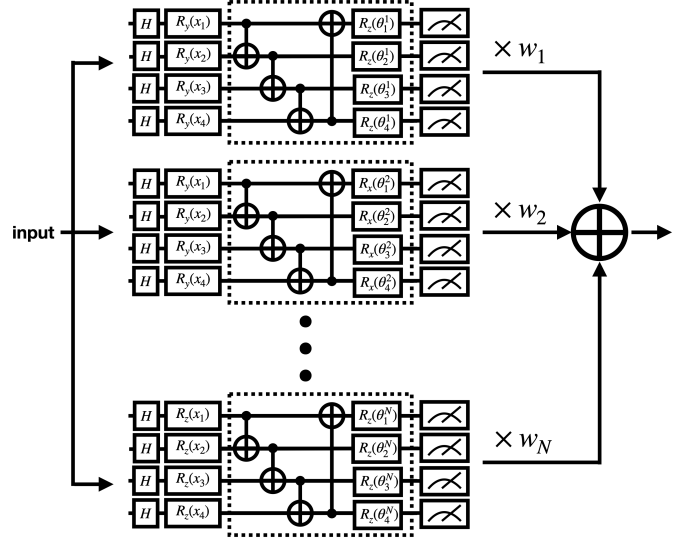 H R_y(x_1) R_z(θ_1^1)
H R_y(x_2) R_z(θ_2^1) × w_1
H R_y(x_3) R_z(θ_3^1)
H R_y(x_4) R_z(θ_4^1)
H R_y(x_1) R_x(θ_1^2)
H R_y(x_2) R_x(θ_2^2) × w_2
input
H R_y(x_3) R_x(θ_3^2)
H R_y(x_4) R_x(θ_4^2)
H R_z(x_1) R_z(θ_1^N)
H R_z(x_2) R_z(θ_2^N) × w_N
H R_z(x_3) R_z(θ_3^N)
H R_z(x_4) R_z(θ_4^N)